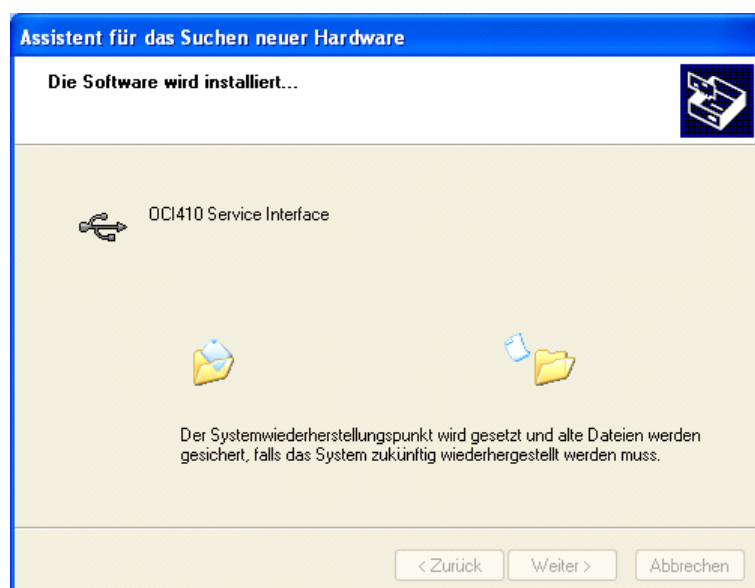 Assistent für das Suchen neuer Hardware
Die Software wird installiert...
OCI410 Service Interface
Der Systemwiederherstellungspunkt wird gesetzt und alte Dateien werden
gesichert, falls das System zukünftig wiederhergestellt werden muss.
< Zurück
Weiter >
Abbrechen